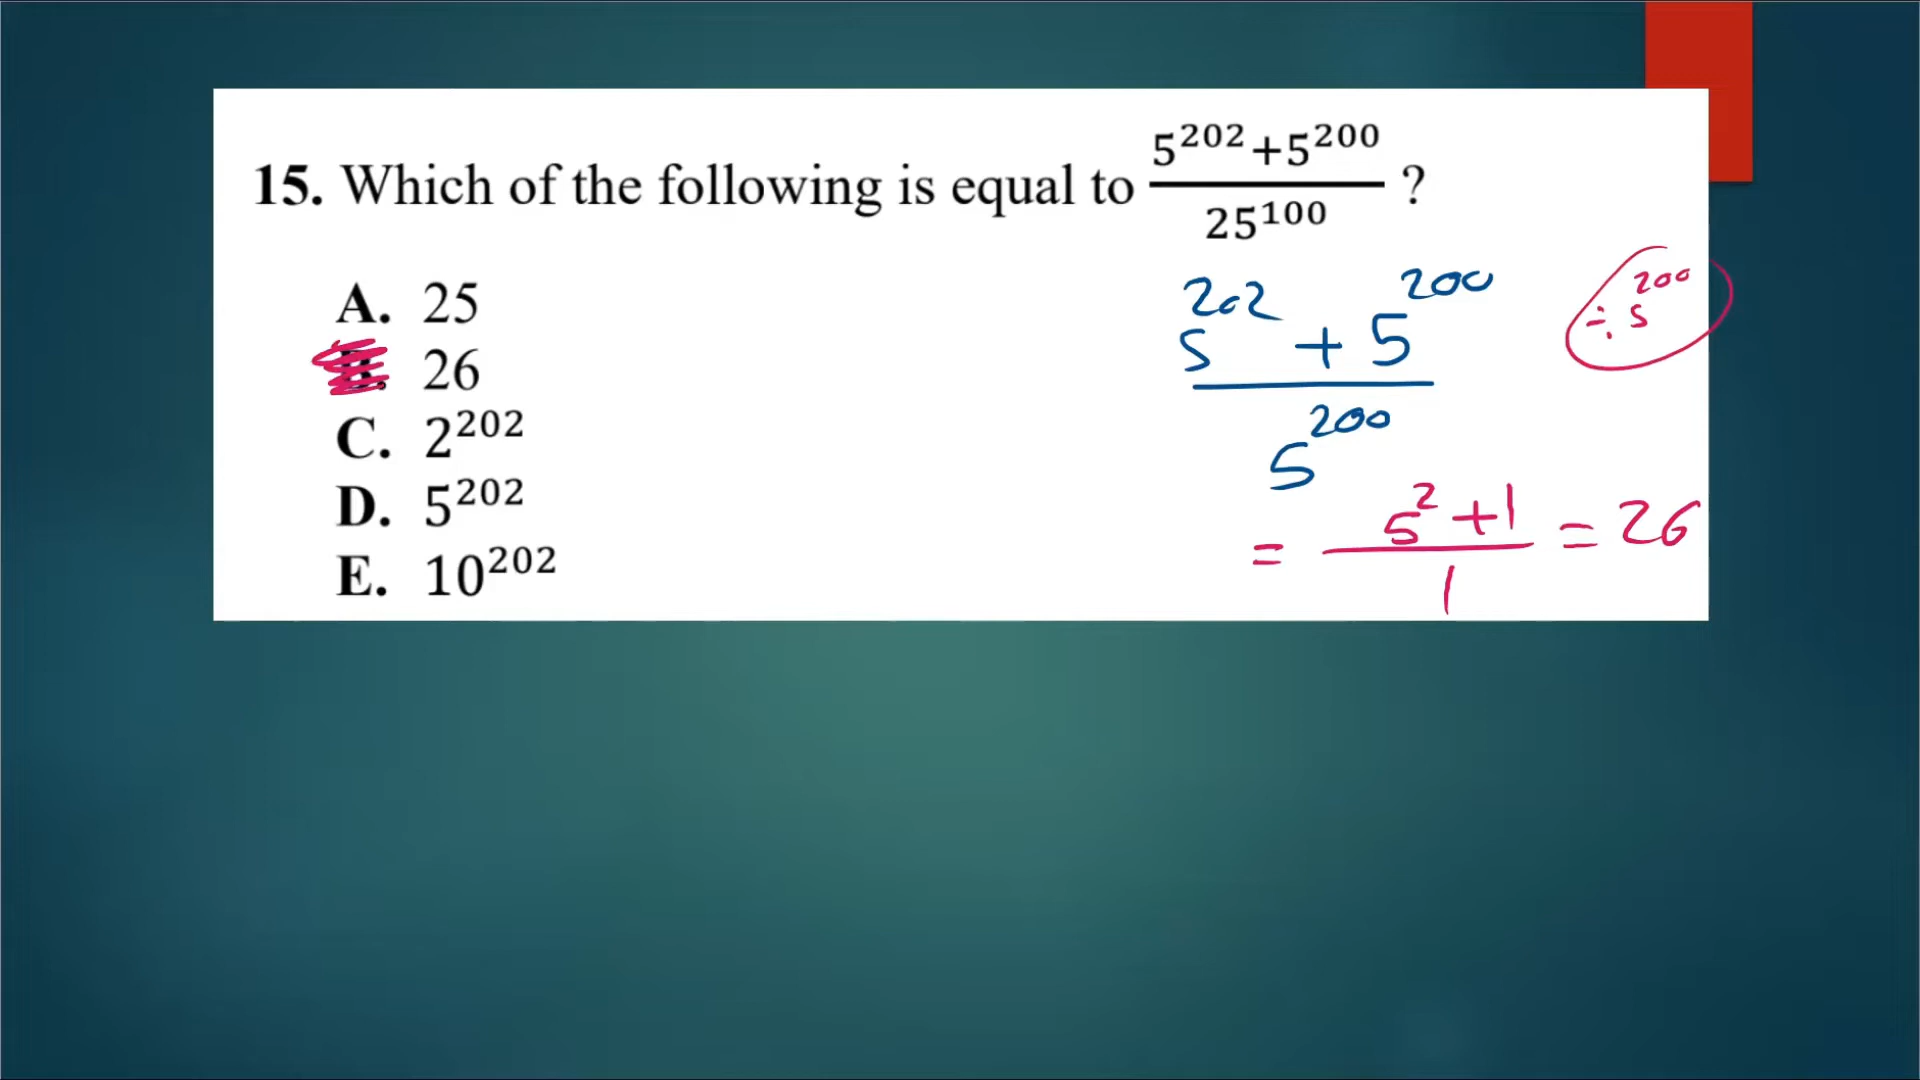 15. Which of the following is equal to (5^202+5^200)/(25^100) ?
A. 25
B. 26
C. 2^202
D. 5^202
E. 10^202
5^202 + 5^200
5^200
÷ 5^200
= (5^2 + 1)/1 = 26